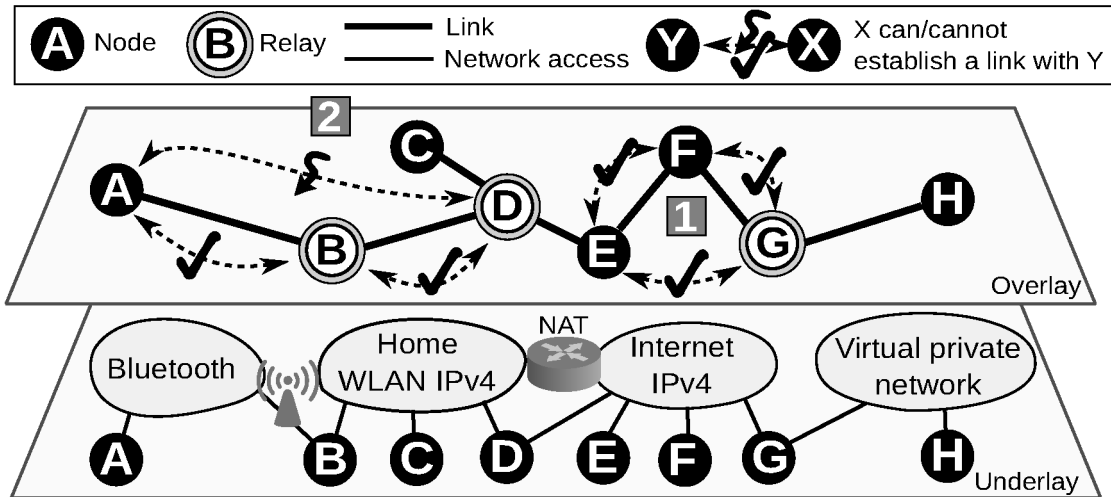 A Node B Relay Link Y X X can/cannot
Network access establish a link with Y
2
C F
A D H
1
B E G
Overlay
NAT
Bluetooth Home Internet Virtual private
WLAN IPv4 IPv4 network
A B C D E F G H
Underlay